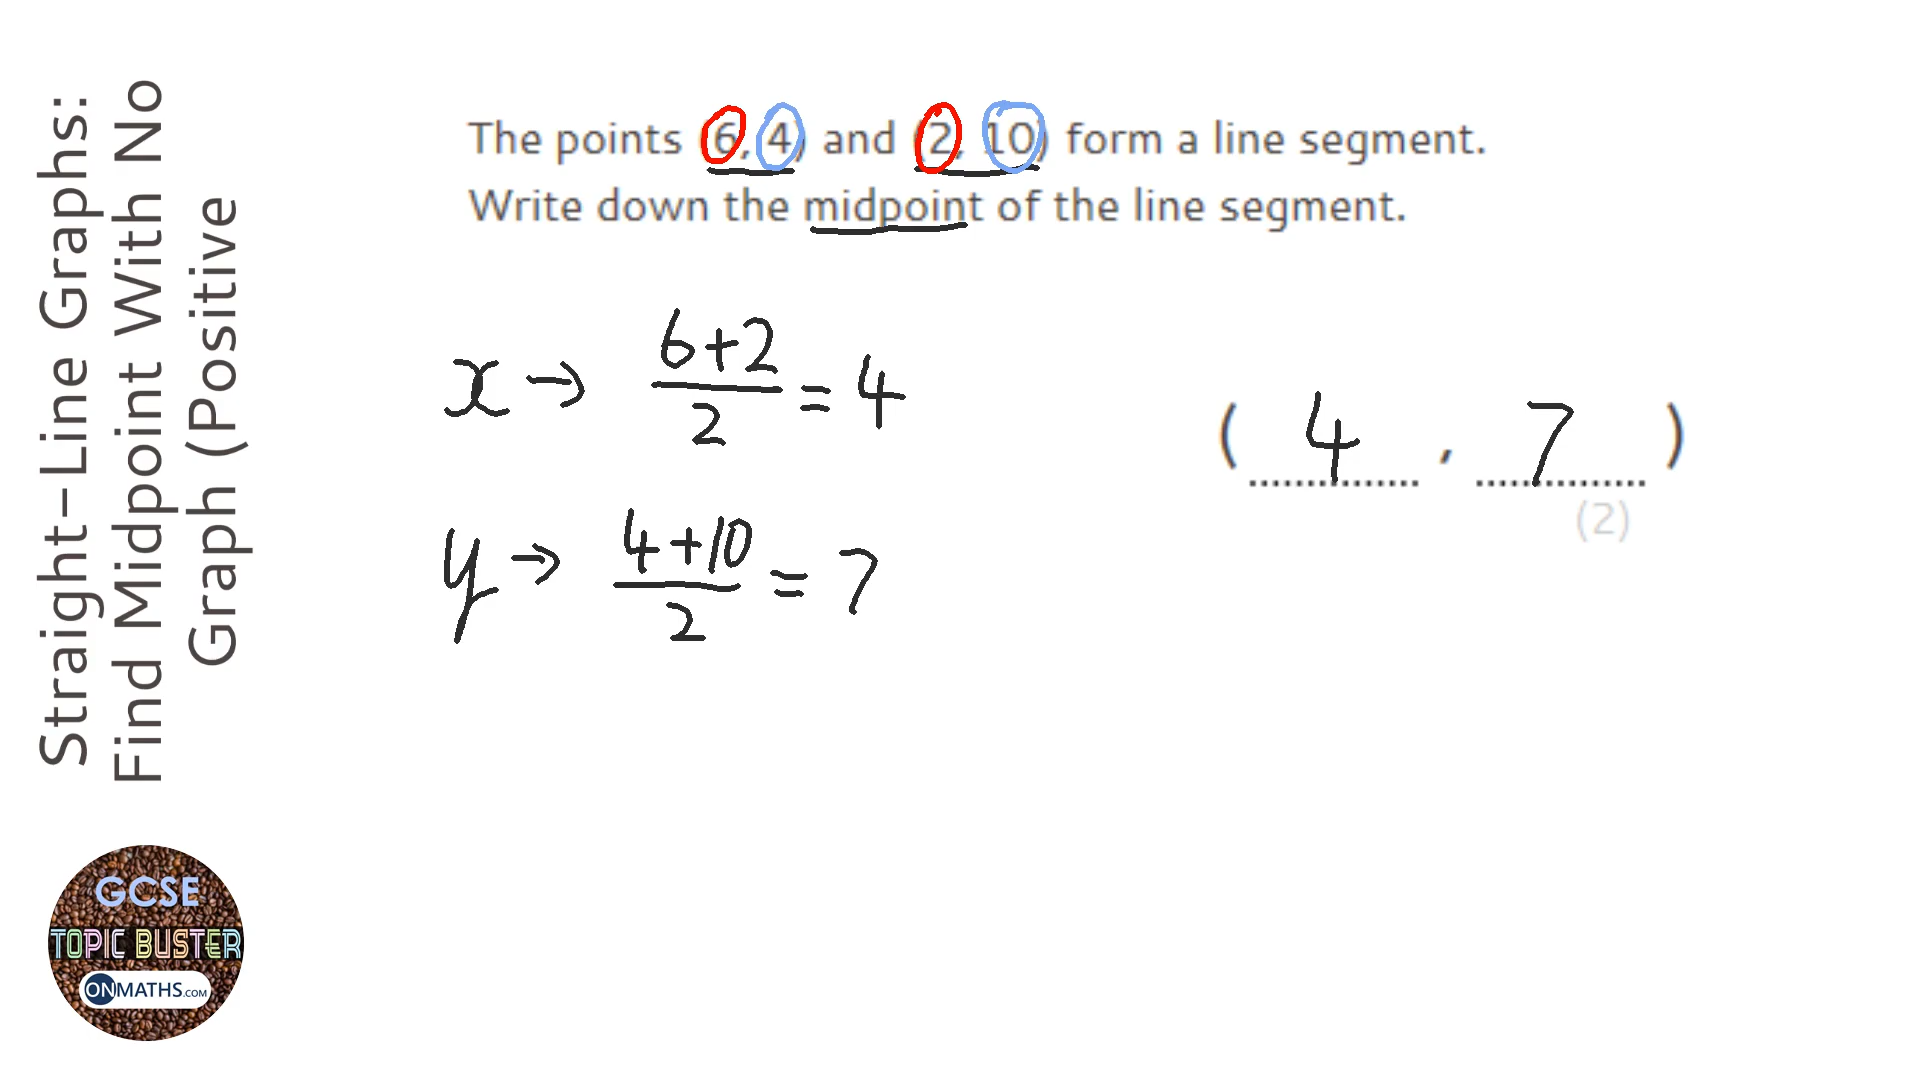 Straight-Line Graphs:
Find Midpoint With No
Graph (Positive
The points (6, 4) and (2, 10) form a line segment.
Write down the midpoint of the line segment.
x → 6+2
2
= 4
( 4 , 7 )
(2)
y → 4+10
2
= 7
GCSE
TOPIC BUSTER
ONMATHS.COM